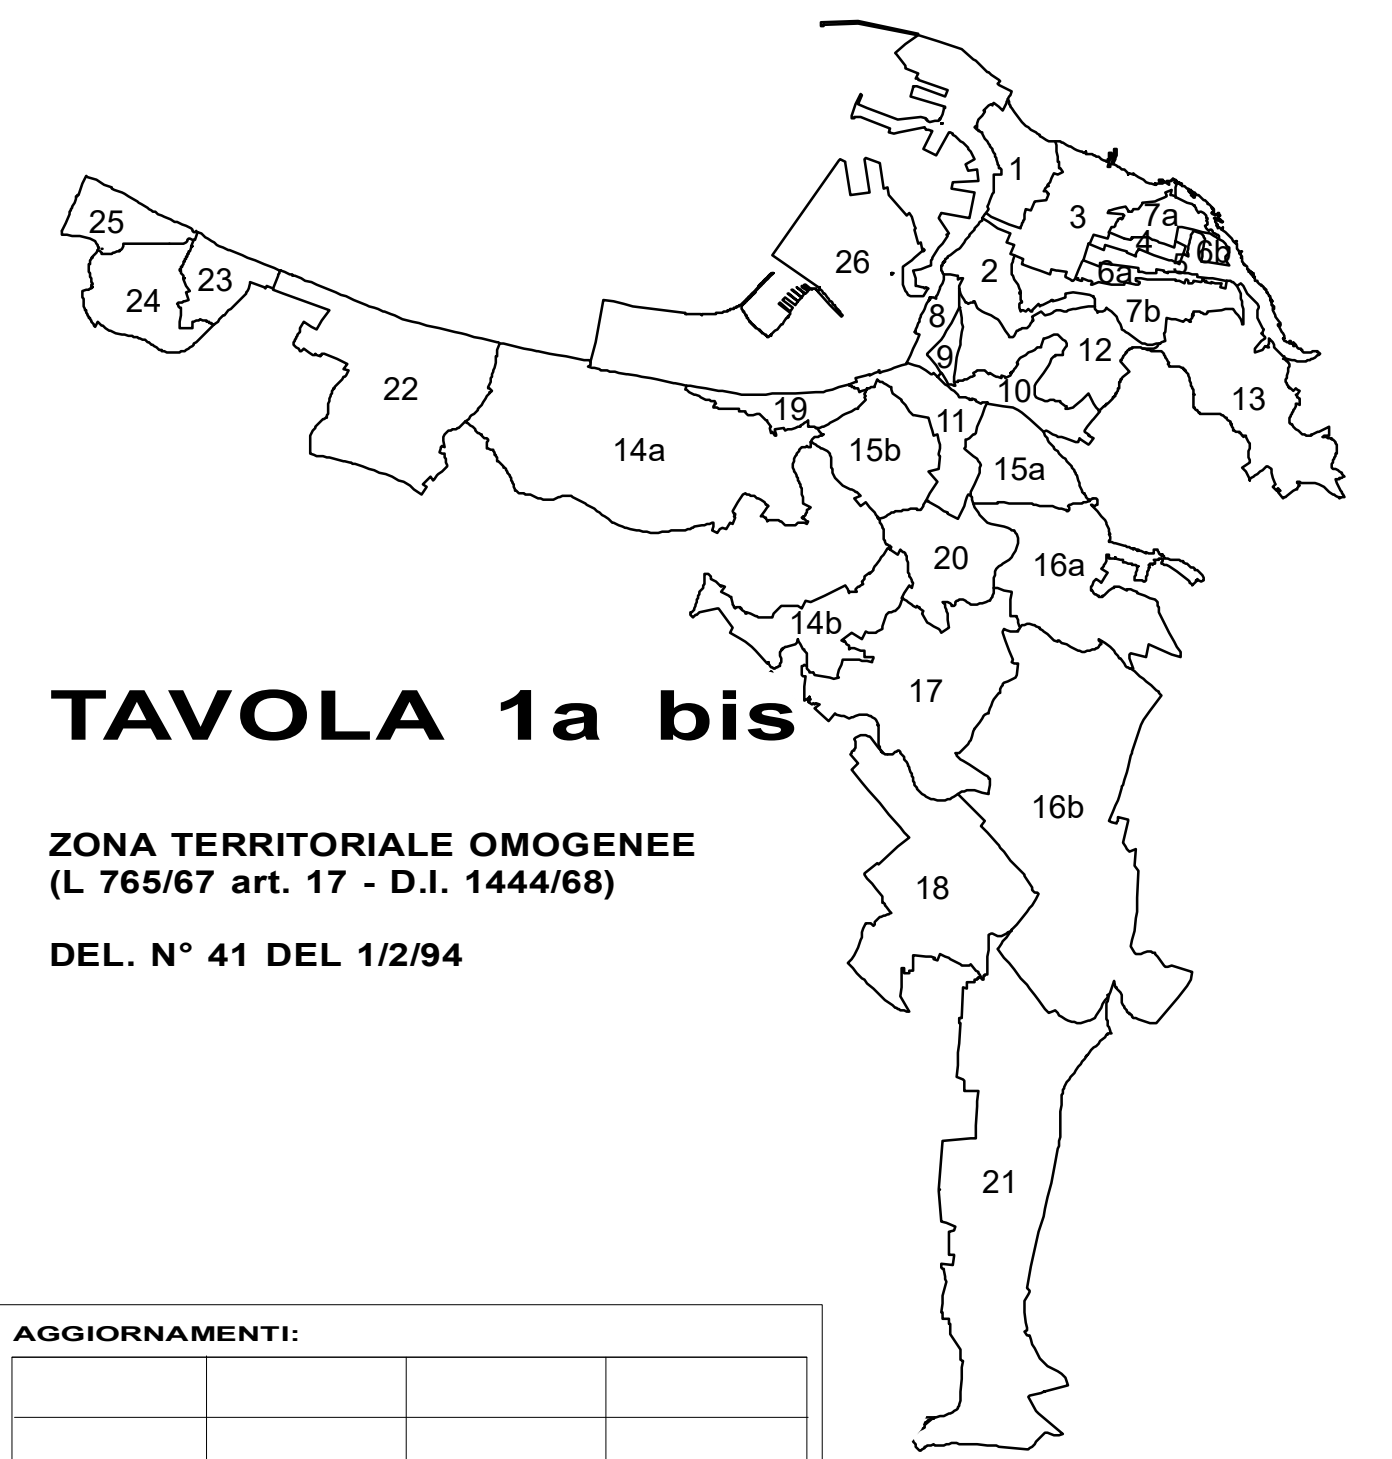 1
3
7a
4
5
6b
6a
25
2
26
23
24
7b
8
12
9
10
22
13
19
11
14a
15b
15a
20
16a
14b
17
TAVOLA 1a bis
16b
ZONA TERRITORIALE OMOGENEE
(L 765/67 art. 17 - D.I. 1444/68)
18
DEL. N° 41 DEL 1/2/94
21
AGGIORNAMENTI: